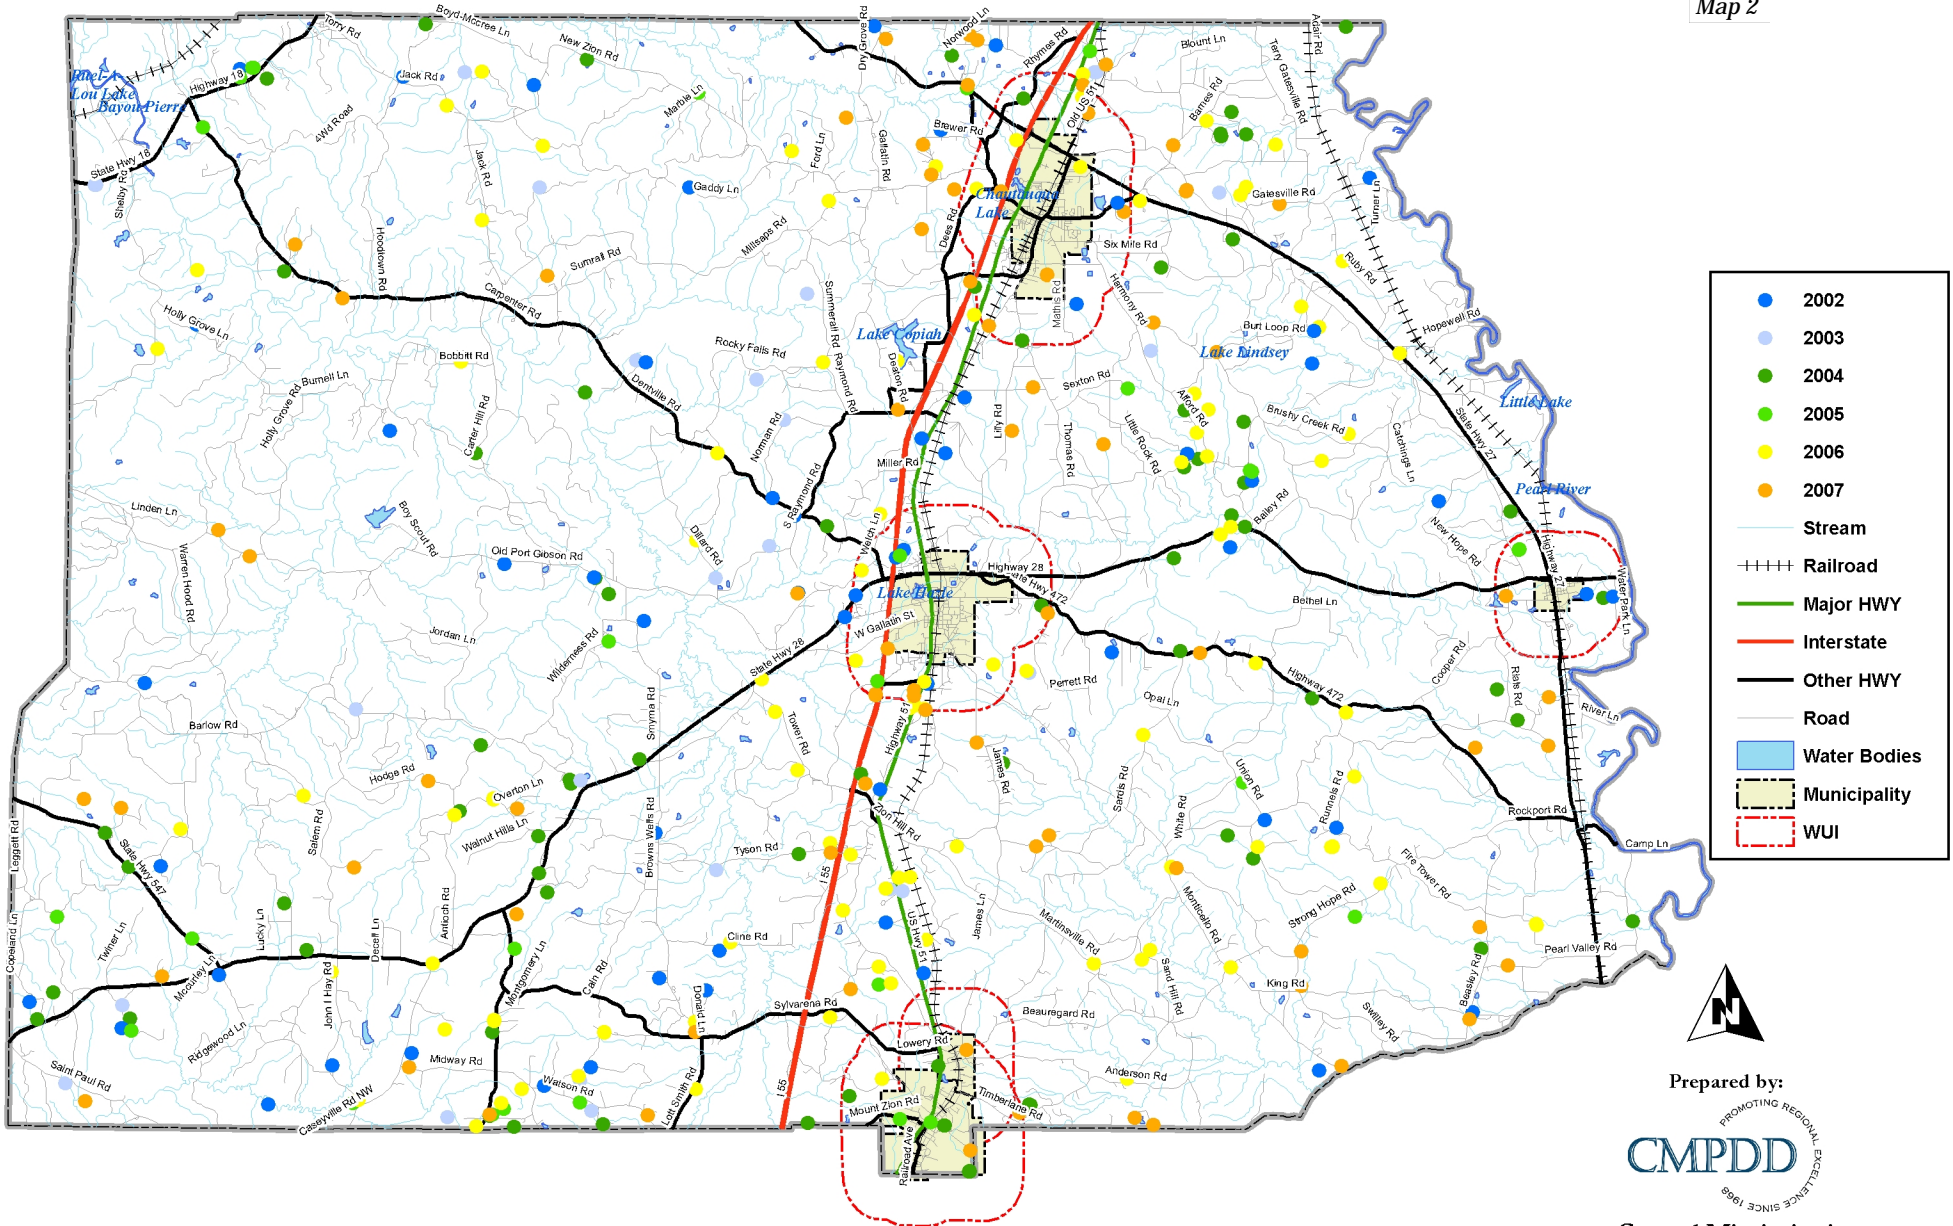 Map 2
Torry Rd
Boyd-Mccree Ln
New Zion Rd
Dry Grove Rd
Norwood Ln
Rhymes Rd
Blount Ln
Adair Rd
Terry Gatesville Rd
Lou Lake
Bayou Pierre
Highway 18
Jack Rd
Marble Ln
4Wd Road
Old US 51
Barnes Rd
Brewer Rd
Ford Ln
Gallatin Rd
State Hwy 18
Shelby Rd
Jack Rd
Gaddy Ln
Chautauqua
Lake
Gatesville Rd
Turner Ln
Hoodtown Rd
Sumrall Rd
Millsaps Rd
Dees Rd
Six Mile Rd
Ruby Rd
Carpenter Rd
Summerall Rd
Mathis Rd
Harmony Rd
Holly Grove Ln
Lake Copiah
Burt Loop Rd
Hopewell Rd
Bobbitt Rd
Rocky Falls Rd
Lake Lindsey
Burnell Ln
Dentville Rd
Raymond Rd
Deaton Rd
Sexton Rd
Little Lake
Holly Grove Rd
Carter Hill Rd
Norman Rd
Lilly Rd
Thomas Rd
Little Rock Rd
Alford Rd
Brushy Creek Rd
Catchings Ln
State Hwy 27
Miller Rd
Pearl River
Linden Ln
Boy Scout Rd
S Raymond Rd
Bailey Rd
New Hope Rd
Warren Hood Rd
Old Port Gibson Rd
Dillard Rd
Welch Ln
Highway 28
Hwy 472
Highway 27
Water Park Ln
Bethel Ln
W Gallatin St
Jordan Ln
Wilderness Rd
State Hwy 28
Perrett Rd
Opal Ln
Highway 472
Cooper Rd
Rials Rd
River Ln
Barlow Rd
Smyrna Rd
Tower Rd
Highway 51
James Rd
Hodge Rd
Overton Ln
Sardis Rd
Union Rd
Runnels Rd
Rockport Rd
Leggett Rd
Salem Rd
Walnut Hills Ln
Browns Wells Rd
Zion Hill Rd
White Rd
Camp Ln
State Hwy 547
Tyson Rd
I 55
Fire Tower Rd
Copeland Ln
Twiner Ln
Lucky Ln
Deceff Ln
Antioch Rd
Cline Rd
US Hwy 51
James Ln
Martinsville Rd
Monticello Rd
Strong Hope Rd
Pearl Valley Rd
Mccurley Ln
John I Hay Rd
Montgomery Ln
Cain Rd
Donald Ln
Sylvarena Rd
Sand Hill Rd
King Rd
Beasley Rd
Beauregard Rd
Swilley Rd
Ridgewood Ln
Lowery Rd
Saint Paul Rd
Midway Rd
Watson Rd
Anderson Rd
Caseyville Rd NW
Lott Smith Rd
I 55
Mount Zion Rd
Timberlane Rd
Railroad Ave
2002
2003
2004
2005
2006
2007
Stream
Railroad
Major HWY
Interstate
Other HWY
Road
Water Bodies
Municipality
WUI
N
Prepared by:
PROMOTING REGIONAL EXCELLENCE
CMPDD
SINCE 1968